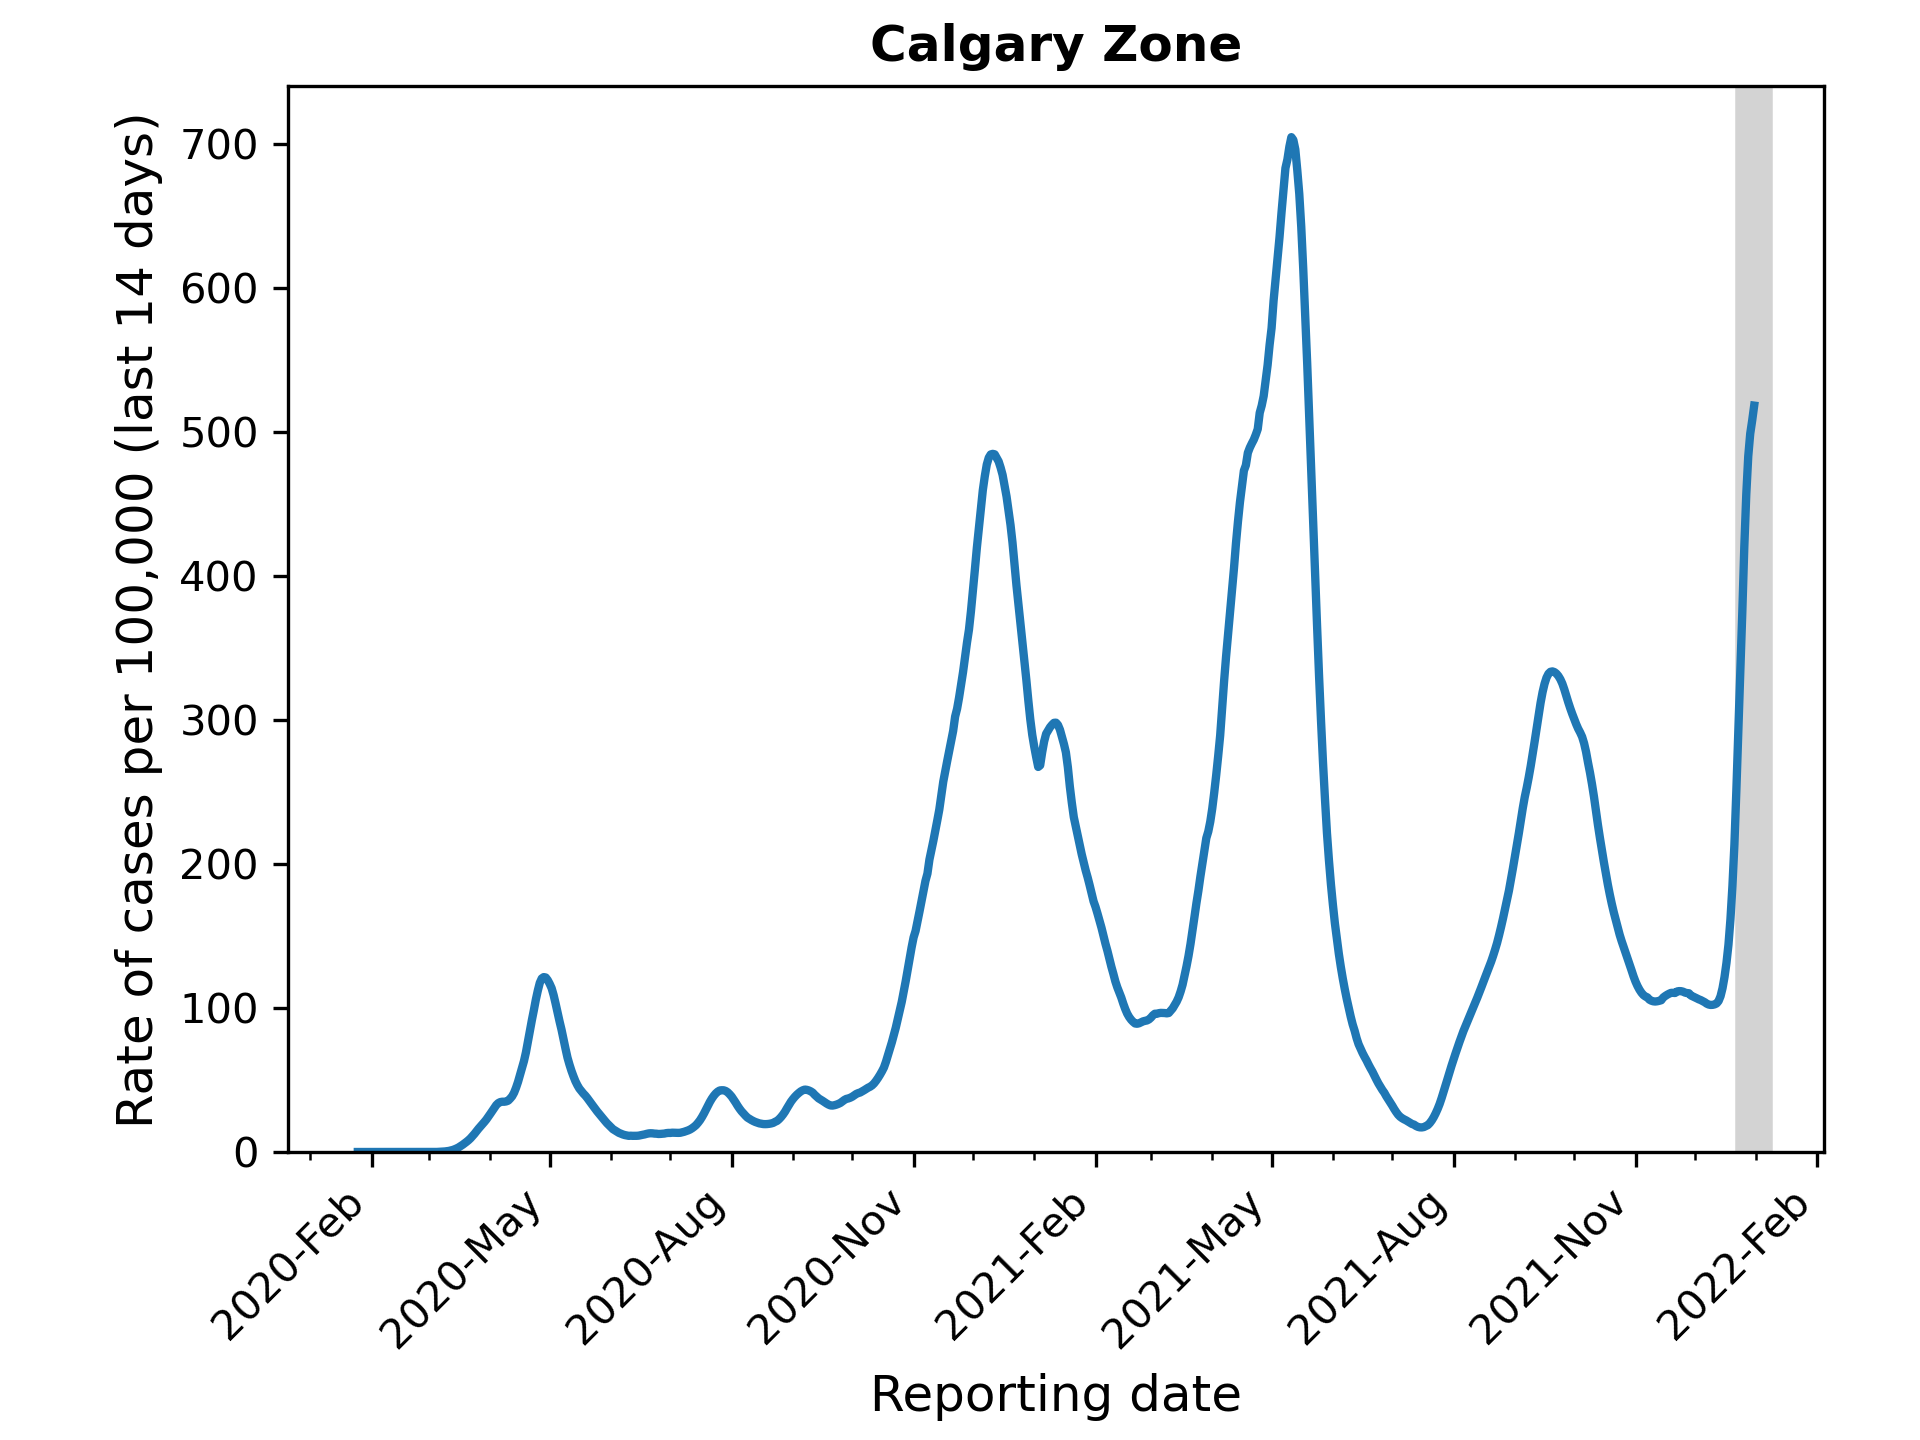 Calgary Zone
Rate of cases per 100,000 (last 14 days)
700
600
500
400
300
200
100
0
2020-Feb
2020-May
2020-Aug
2020-Nov
2021-Feb
2021-May
2021-Aug
2021-Nov
2022-Feb
Reporting date